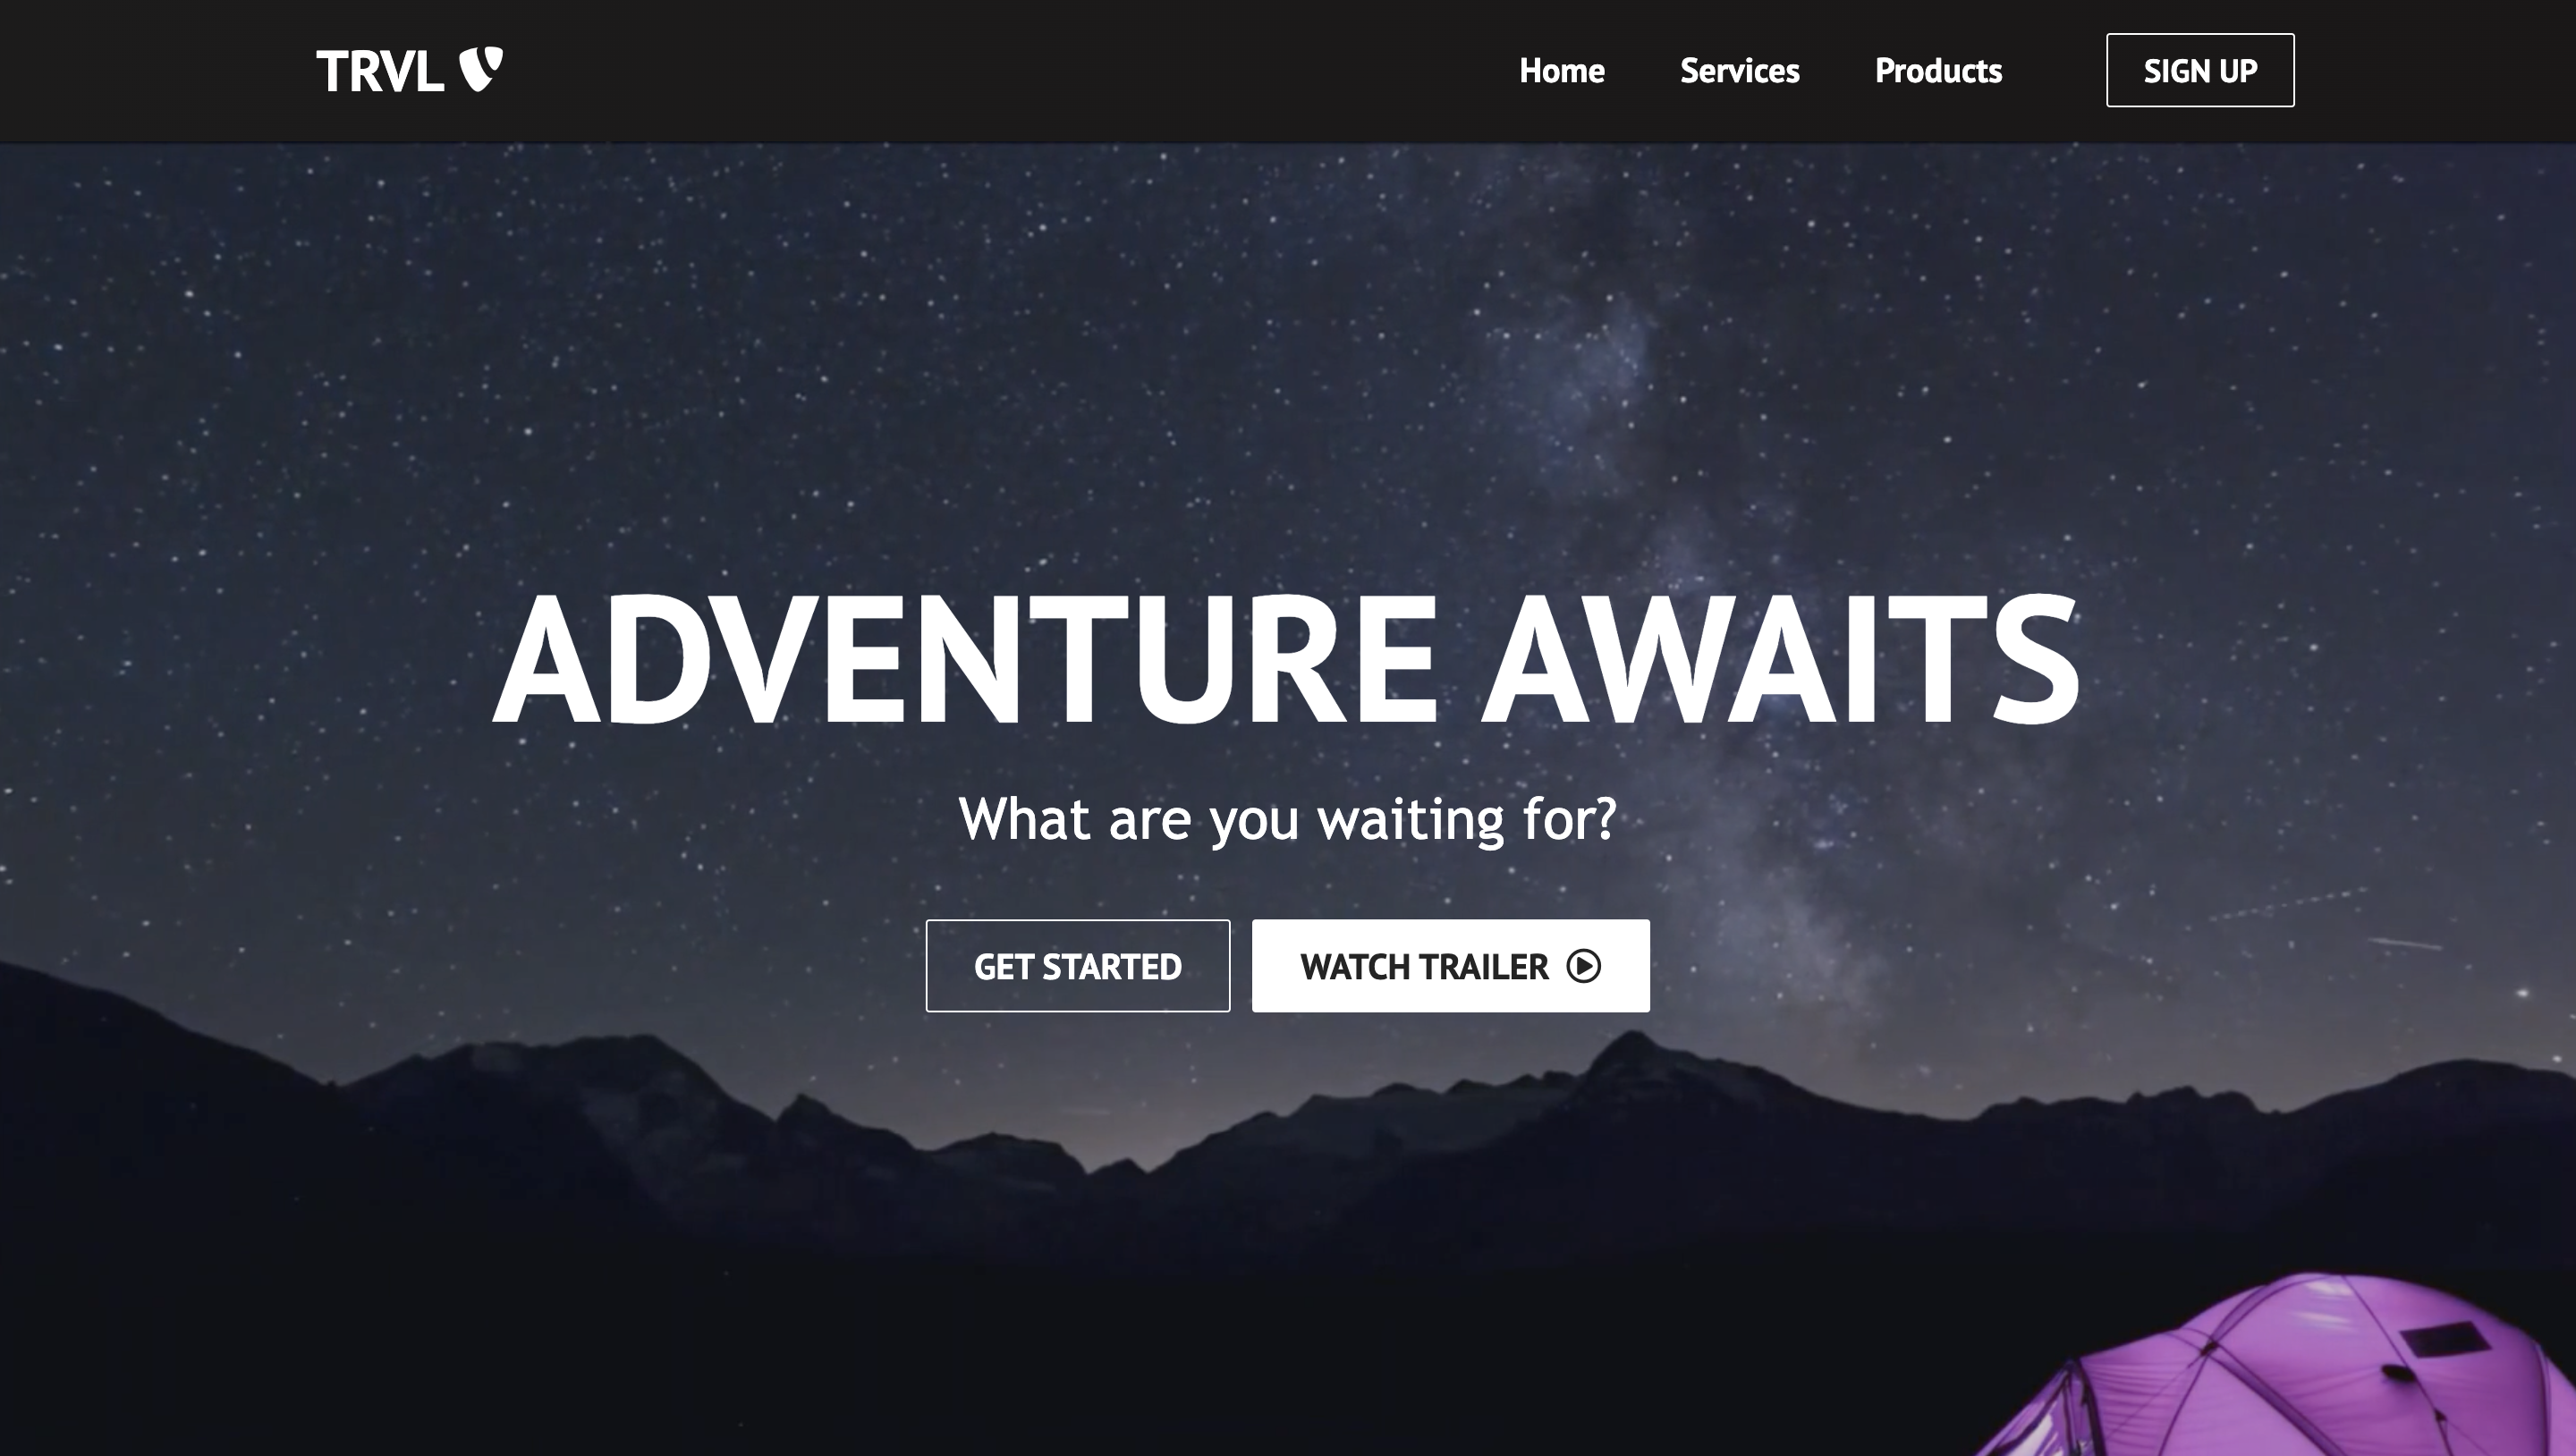 TRVL
Home Services Products SIGN UP
ADVENTURE AWAITS
What are you waiting for?
GET STARTED WATCH TRAILER